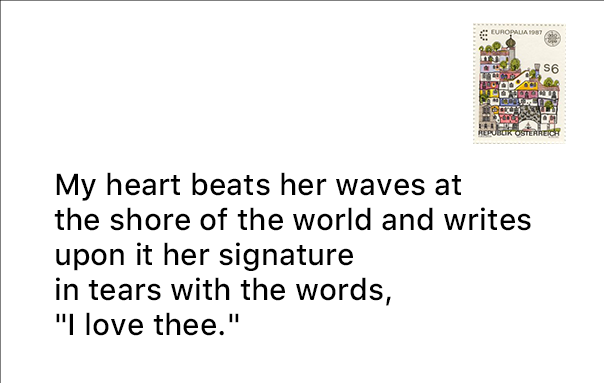 EUROPALIA 1987
S6
REPUBLIK ÖSTERREICH
My heart beats her waves at
the shore of the world and writes
upon it her signature
in tears with the words,
"I love thee."